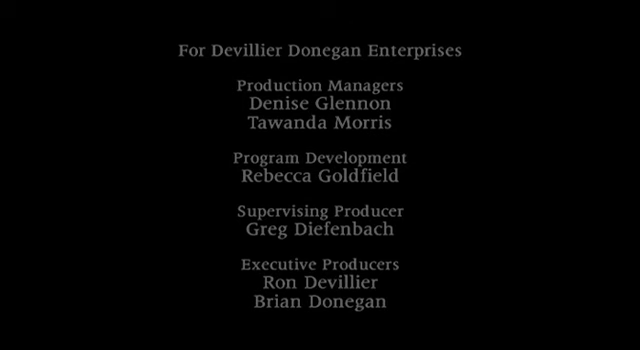 For Devillier Donegan Enterprises
Production Managers
Denise Glennon
Tawanda Morris
Program Development
Rebecca Goldfield
Supervising Producer
Greg Diefenbach
Executive Producers
Ron Devillier
Brian Donegan